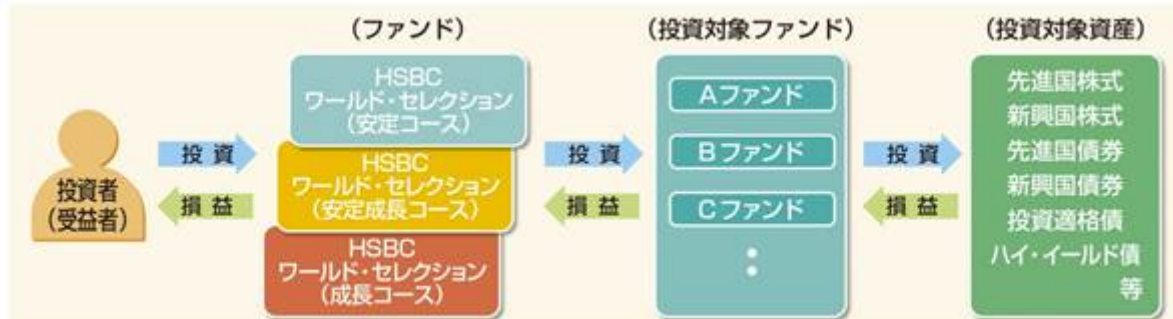 (ファンド)
(投資対象ファンド)
(投資対象資産)
投資者
(受益者)
投資
損益
HSBC
ワールド・セレクション
(安定コース)
HSBC
ワールド・セレクション
(安定成長コース)
HSBC
ワールド・セレクション
(成長コース)
投資
損益
Aファンド
Bファンド
Cファンド
:
投資
損益
先進国株式
新興国株式
先進国債券
新興国債券
投資適格債
ハイ・イールド債
等